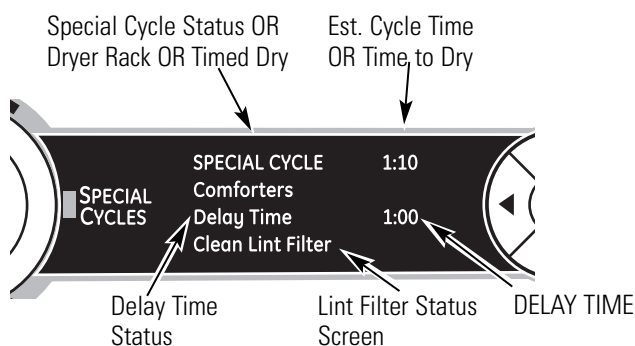 Special Cycle Status OR
Dryer Rack OR Timed Dry
Est. Cycle Time
OR Time to Dry
SPECIAL CYCLE 1:10
Comforters
SPECIAL
CYCLES
Delay Time 1:00
Clean Lint Filter
Delay Time
Status
Lint Filter Status
Screen
DELAY TIME